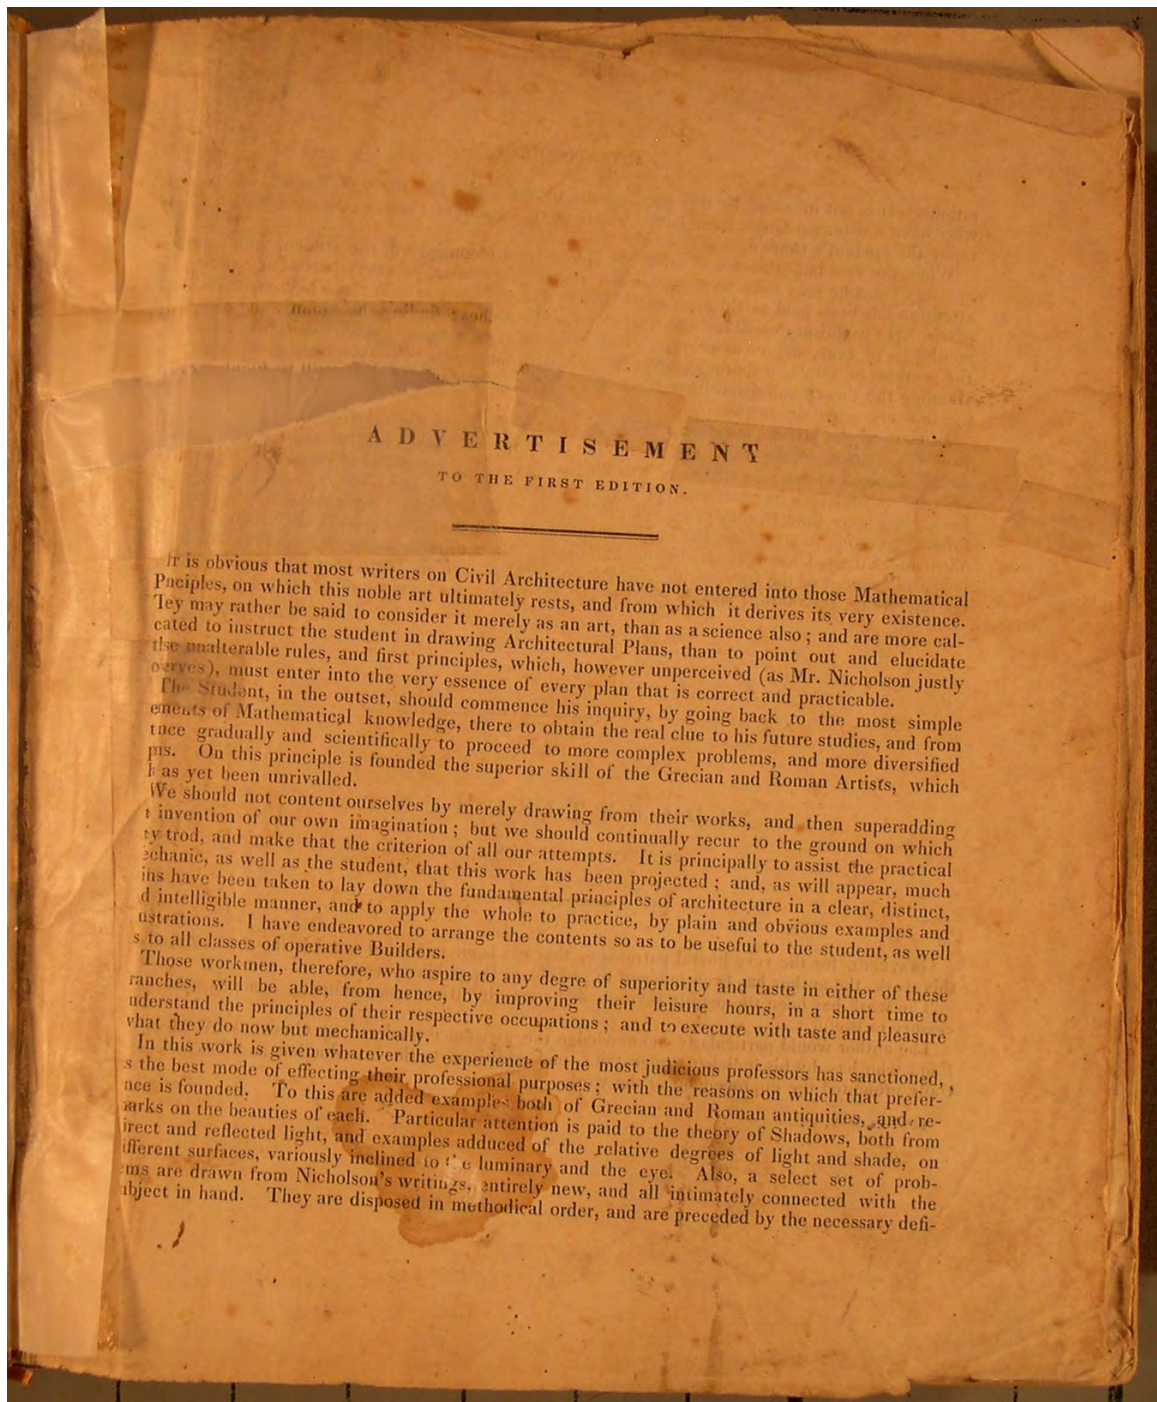 ADVERTISEMENT
TO THE FIRST EDITION.
It is obvious that most writers on Civil Architecture have not entered into those Mathematical
Pnciples, on which this noble art ultimately rests, and from which it derives its very existence.
Tey may rather be said to consider it merely as an art, than as a science also; and are more cal-
cated to instruct the student in drawing Architectural Plans, than to point out and elucidate
the unalterable rules, and first principles, which, however unperceived (as Mr. Nicholson justly
oerves), must enter into the very essence of every plan that is correct and practicable.
The Student, in the outset, should commence his inquiry, by going back to the most simple
ements of Mathematical knowledge, there to obtain the real clue to his future studies, and from
tnce gradually and scientifically to proceed to more complex problems, and more diversified
pns. On this principle is founded the superior skill of the Grecian and Roman Artists, which
h as yet been unrivalled.
We should not content ourselves by merely drawing from their works, and then superadding
t invention of our own imagination; but we should continually recur to the ground on which
ty trod, and make that the criterion of all our attempts. It is principally to assist the practical
echanic, as well as the student, that this work has been projected; and, as will appear, much
ins have been taken to lay down the fundamental principles of architecture in a clear, distinct,
d intelligible manner, and to apply the whole to practice, by plain and obvious examples and
ustrations. I have endeavored to arrange the contents so as to be useful to the student, as well
s to all classes of operative Builders.
Those workmen, therefore, who aspire to any degre of superiority and taste in either of these
ranches, will be able, from hence, by improving their leisure hours, in a short time to
nderstand the principles of their respective occupations; and to execute with taste and pleasure
vhat they do now but mechanically.
In this work is given whatever the experience of the most judicious professors has sanctioned,
s the best mode of effecting their professional purposes; with the reasons on which that prefer-
nce is founded. To this are added examples both of Grecian and Roman antiquities, and re-
arks on the beauties of each. Particular attention is paid to the theory of Shadows, both from
irect and reflected light, and examples adduced of the relative degrees of light and shade, on
ifferent surfaces, variously inclined to the luminary and the eye. Also, a select set of prob-
ems are drawn from Nicholson's writings, entirely new, and all intimately connected with the
ubject in hand. They are disposed in methodical order, and are preceded by the necessary defi-